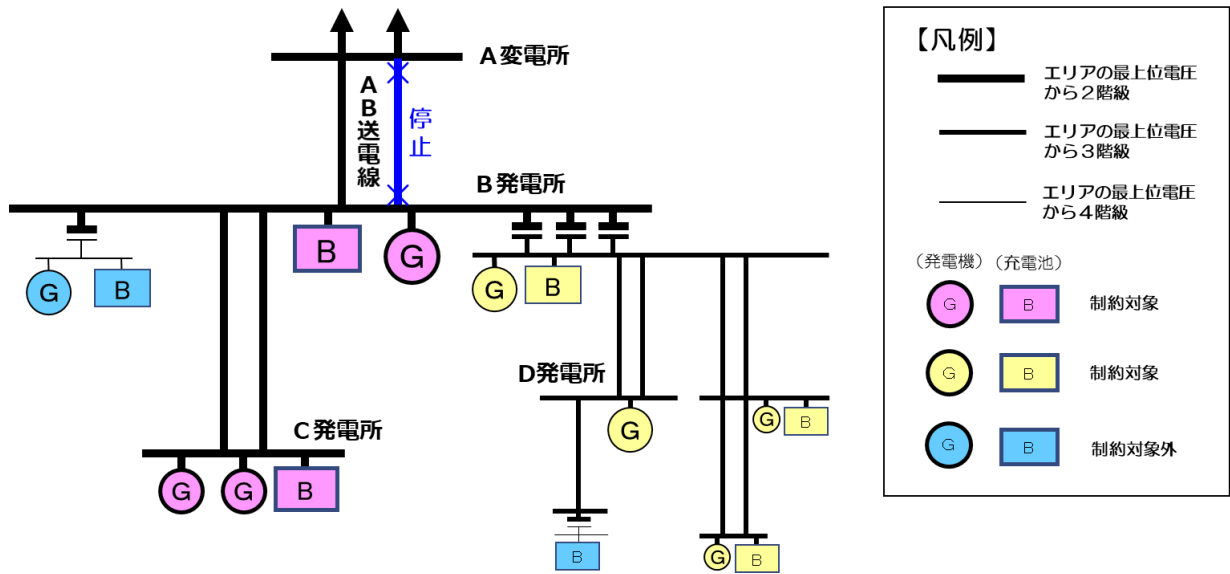 A変電所
AB送電線
停止
B発電所
B
G
G
B
G
B
D発電所
G
G
B
C発電所
G
G
B
B
G
B
【凡例】
エリアの最上位電圧
から2階級
エリアの最上位電圧
から3階級
エリアの最上位電圧
から4階級
(発電機) (充電池)
G B 制約対象
G B 制約対象
G B 制約対象外